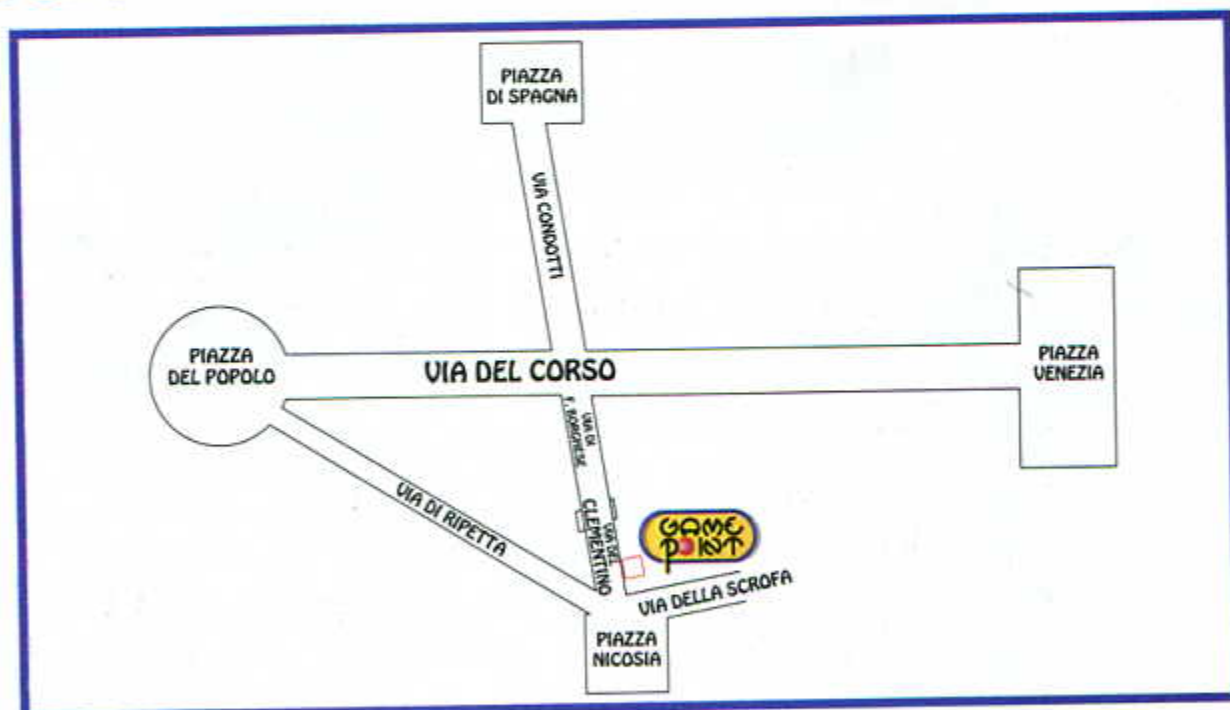 PIAZZA
DI SPAGNA
VIA CONDOTTI
PIAZZA
DEL POPOLO
VIA DEL CORSO
PIAZZA
VENEZIA
VIA DI
F. BORGHESE
VIA DI RIPETTA
VIA DEL
CLEMENTINO
GAME
POINT
VIA DELLA SCROFA
PIAZZA
NICOSIA